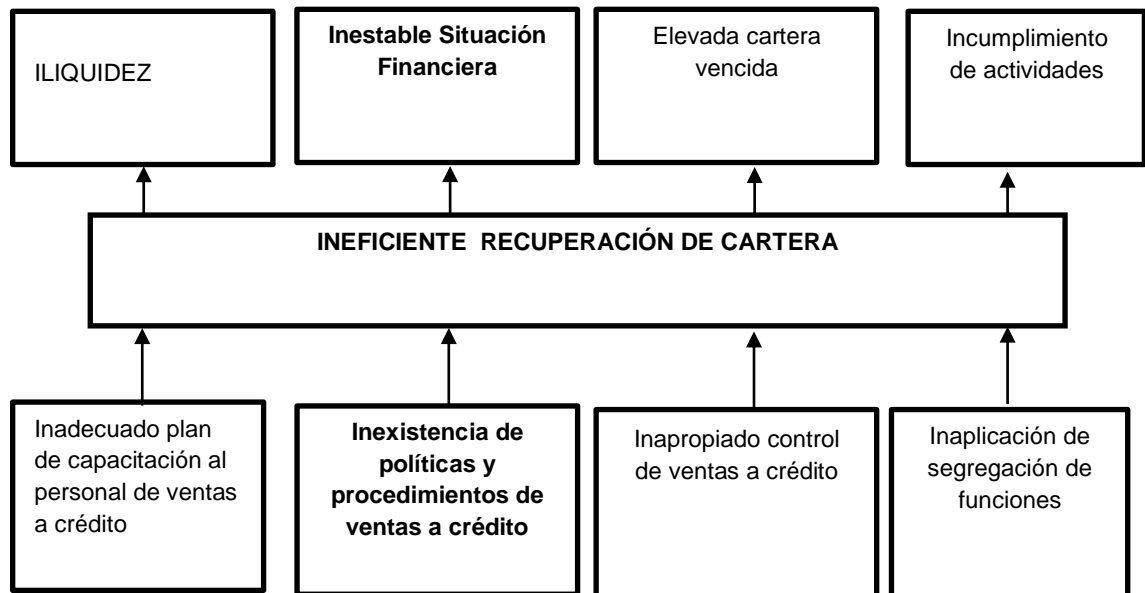 ILIQUIDEZ
Inestable Situación
Financiera
Elevada cartera
vencida
Incumplimiento
de actividades
INEFICIENTE RECUPERACIÓN DE CARTERA
Inadecuado plan
de capacitación al
personal de ventas
a crédito
Inexistencia de
políticas y
procedimientos de
ventas a crédito
Inapropiado control
de ventas a crédito
Inaplicación de
segregación de
funciones